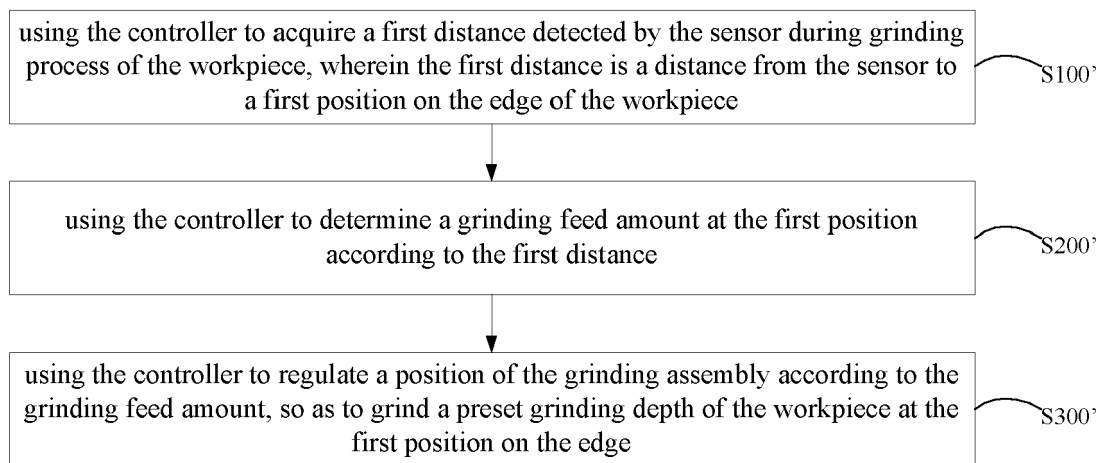 using the controller to acquire a first distance detected by the sensor during grinding
process of the workpiece, wherein the first distance is a distance from the sensor to
a first position on the edge of the workpiece
S100’
using the controller to determine a grinding feed amount at the first position
according to the first distance
S200’
using the controller to regulate a position of the grinding assembly according to the
grinding feed amount, so as to grind a preset grinding depth of the workpiece at the
first position on the edge
S300’